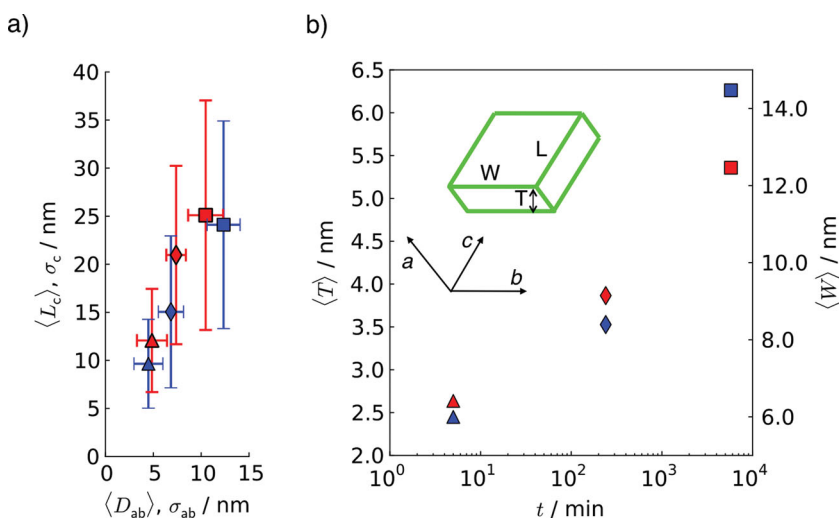 a)
40
35
30
25
20
15
10
5
0
⟨L_c⟩, σ_c / nm
0 5 10 15
⟨D_ab⟩, σ_ab / nm
b)
6.5
6.0
5.5
5.0
4.5
4.0
3.5
3.0
2.5
2.0
⟨T⟩ / nm
W
L
T
a
c
b
14.0
12.0
10.0
8.0
6.0
⟨W⟩ / nm
10^0 10^1 10^2 10^3 10^4
t / min